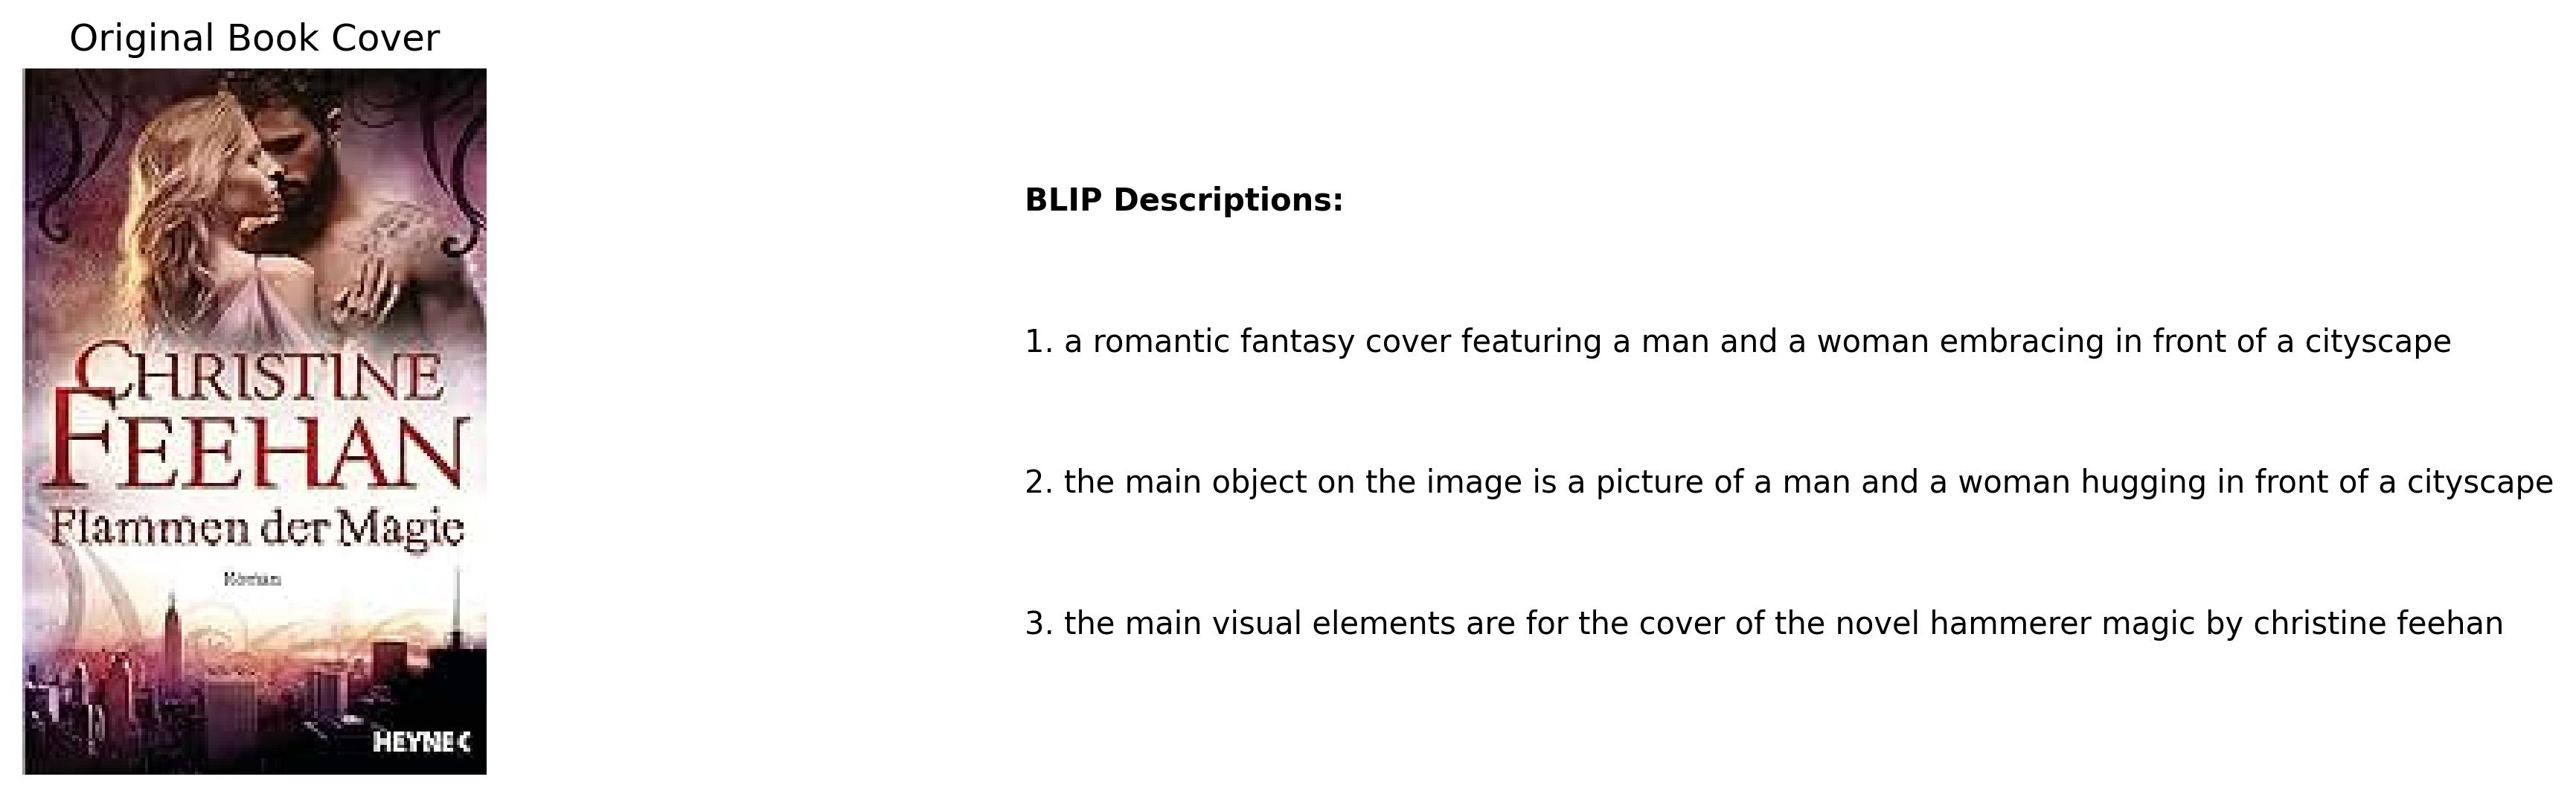 Original Book Cover
CHRISTINE
FEEHAN
Flammen der Magie
Roman
HEYNE
BLIP Descriptions:
1. a romantic fantasy cover featuring a man and a woman embracing in front of a cityscape
2. the main object on the image is a picture of a man and a woman hugging in front of a cityscape
3. the main visual elements are for the cover of the novel hammerer magic by christine feehan